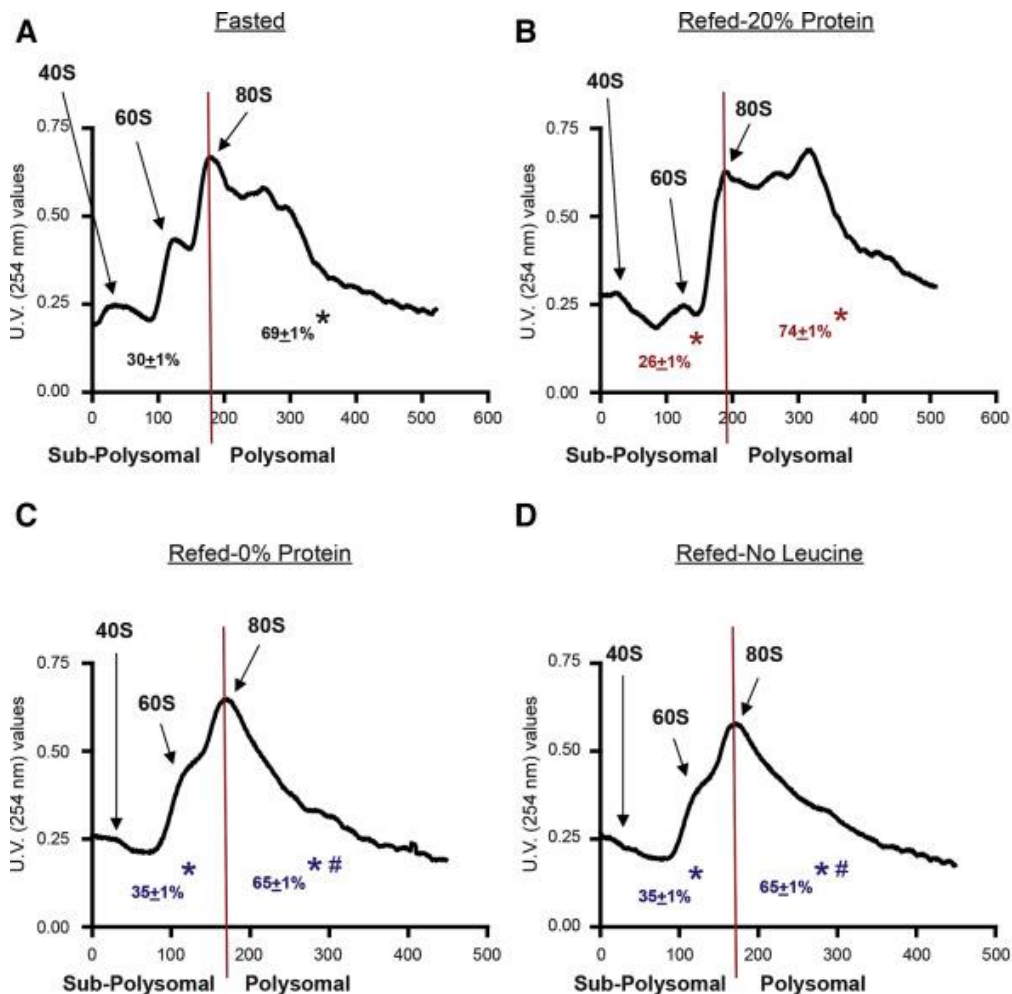 A
Fasted
40S
60S
80S
0.75
0.50
0.25
0.00
U.V. (254 nm) values
30±1%
69±1%
*
0 100 200 300 400 500 600
Sub-Polysomal Polysomal
B
Refed-20% Protein
40S
60S
80S
0.75
0.50
0.25
0.00
U.V. (254 nm) values
26±1%
*
74±1%
*
0 100 200 300 400 500 600
Sub-Polysomal Polysomal
C
Refed-0% Protein
40S
60S
80S
0.75
0.50
0.25
0.00
U.V. (254 nm) values
35±1%
*
65±1%
* #
0 100 200 300 400 500
Sub-Polysomal Polysomal
D
Refed-No Leucine
40S
60S
80S
0.75
0.50
0.25
0.00
U.V. (254 nm) values
35±1%
*
65±1%
* #
0 100 200 300 400 500
Sub-Polysomal Polysomal